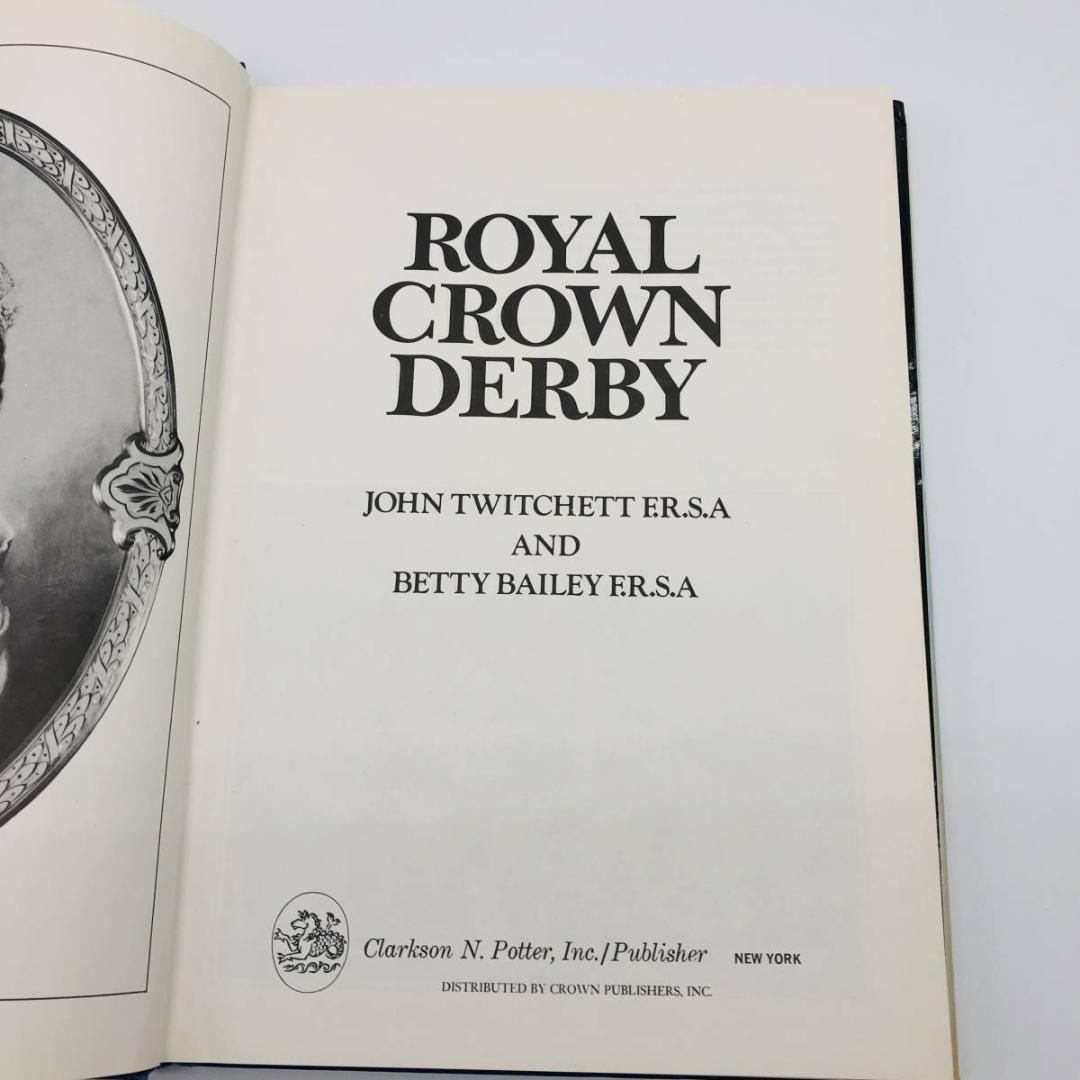 ROYAL
CROWN
DERBY
JOHN TWITCHETT F.R.S.A
AND
BETTY BAILEY F.R.S.A
Clarkson N. Potter, Inc./Publisher NEW YORK
DISTRIBUTED BY CROWN PUBLISHERS, INC.